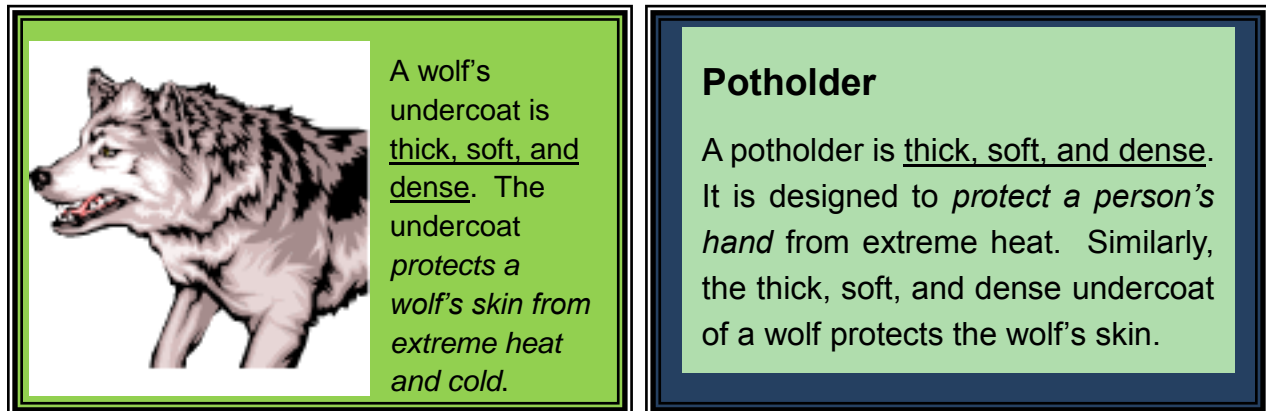 A wolf’s
undercoat is
thick, soft, and
dense.  The
undercoat
protects a
wolf’s skin from
extreme heat
and cold.
Potholder
A potholder is thick, soft, and dense.
It is designed to protect a person’s
hand from extreme heat.  Similarly,
the thick, soft, and dense undercoat
of a wolf protects the wolf’s skin.